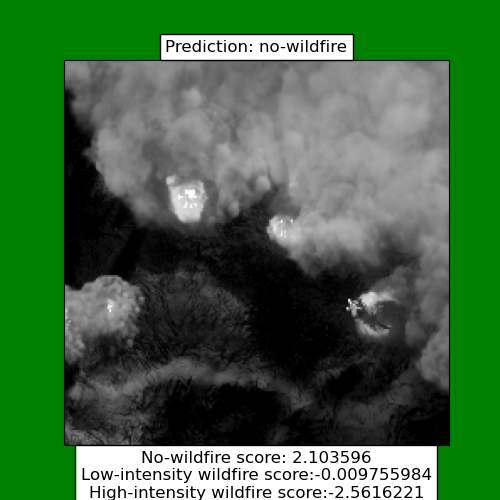 Prediction: no-wildfire
No-wildfire score: 2.103596
Low-intensity wildfire score:-0.009755984
High-intensity wildfire score:-2.5616221